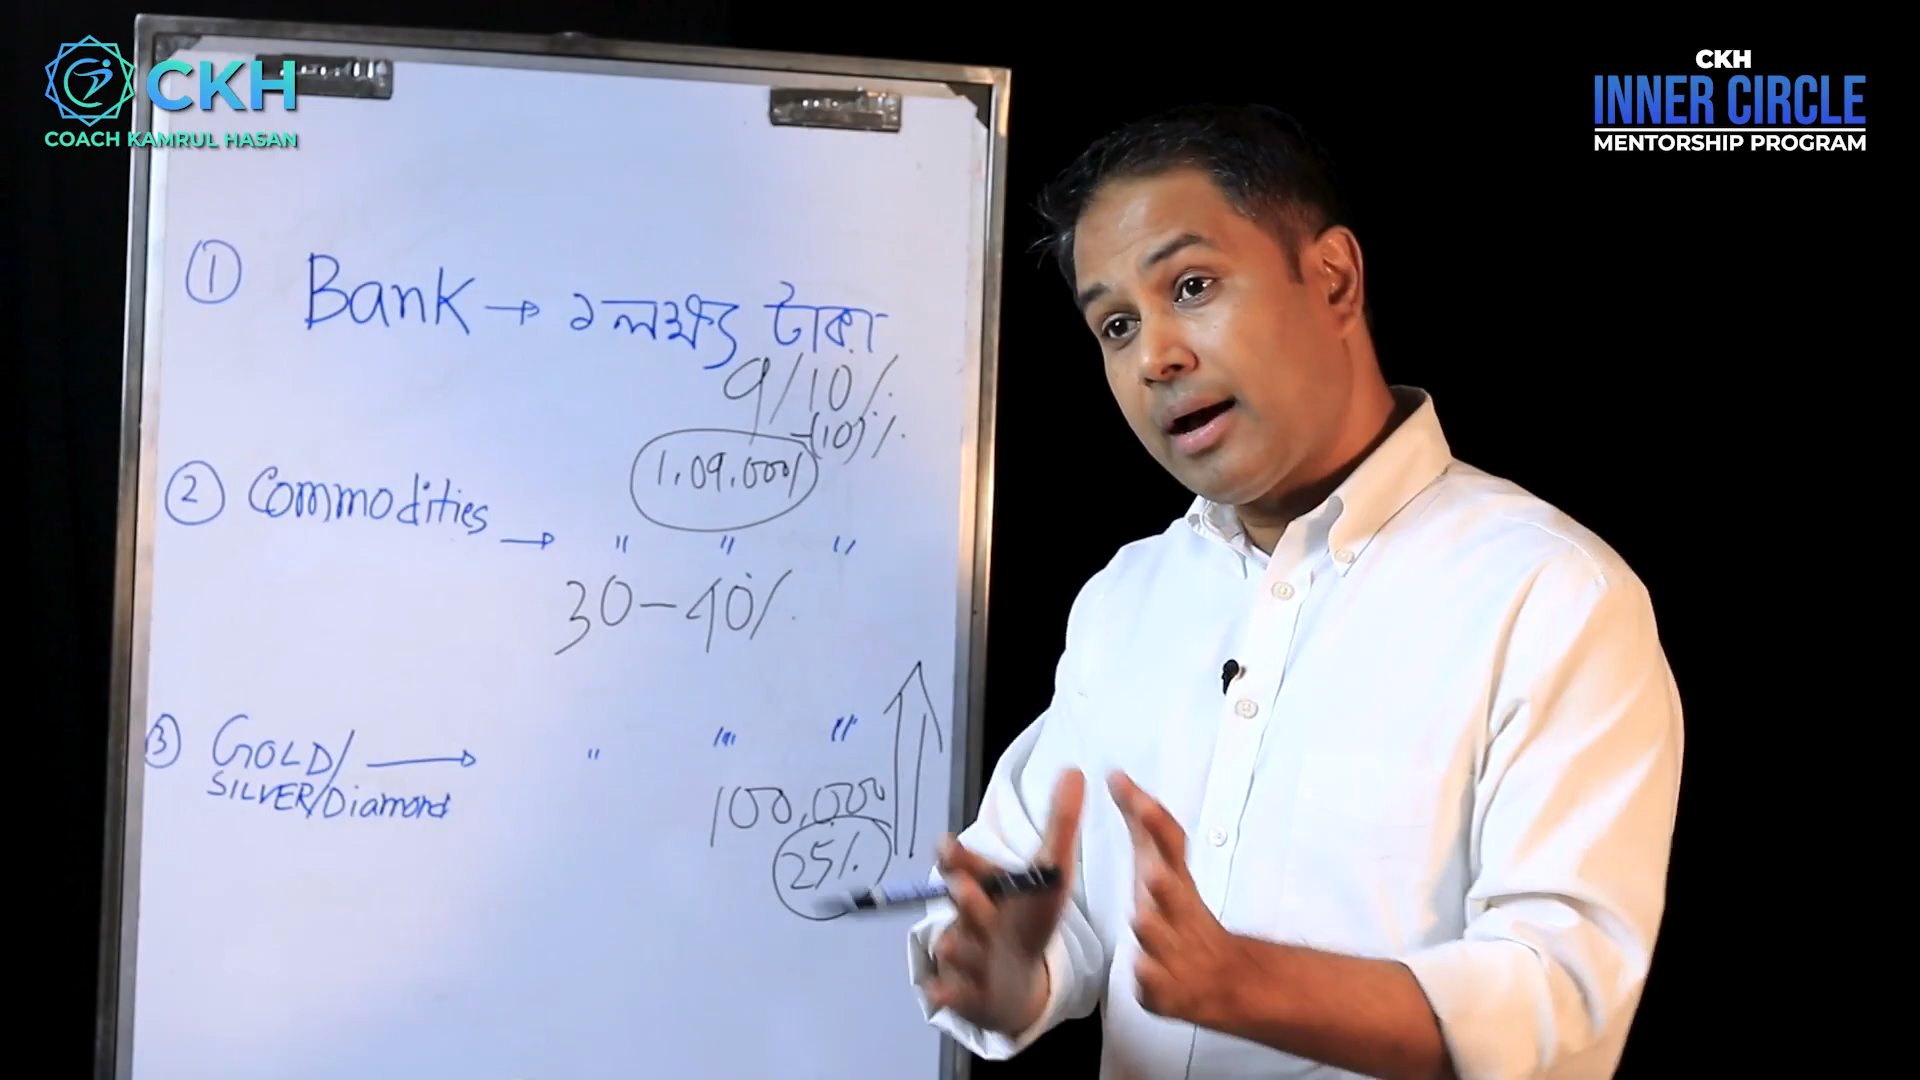 CKH
COACH KAMRUL HASAN
CKH
INNER CIRCLE
MENTORSHIP PROGRAM
① Bank → ১ লক্ষ্য টাকা
9/10%
-(10)%
1,09,000/
② Commodities → " " "
30-40%
③ GOLD/ → " " "
SILVER/Diamond
100,000
25%